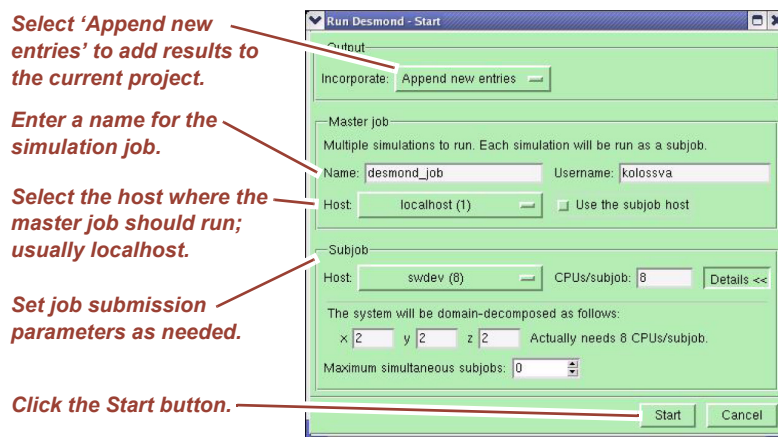 Select ‘Append new
entries’ to add results to
the current project.
Enter a name for the
simulation job.
Select the host where the
master job should run;
usually localhost.
Set job submission
parameters as needed.
Click the Start button.
Run Desmond - Start
Output
Incorporate: Append new entries
Master job
Multiple simulations to run. Each simulation will be run as a subjob.
Name: desmond_job Username: kolossva
Host: localhost (1) Use the subjob host
Subjob
Host: swdev (8) CPUs/subjob: 8 Details <<
The system will be domain-decomposed as follows:
x 2 y 2 z 2 Actually needs 8 CPUs/subjob.
Maximum simultaneous subjobs: 0
Start Cancel